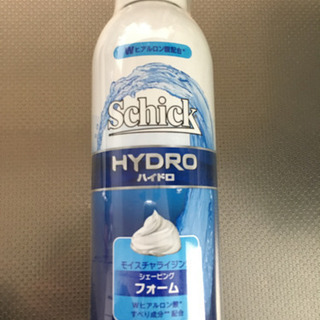 Wヒアルロン酸配合*
Schick
HYDRO
ハイドロ
モイスチャライジング
シェービング
フォーム
Wヒアルロン酸*
すべり成分** 配合